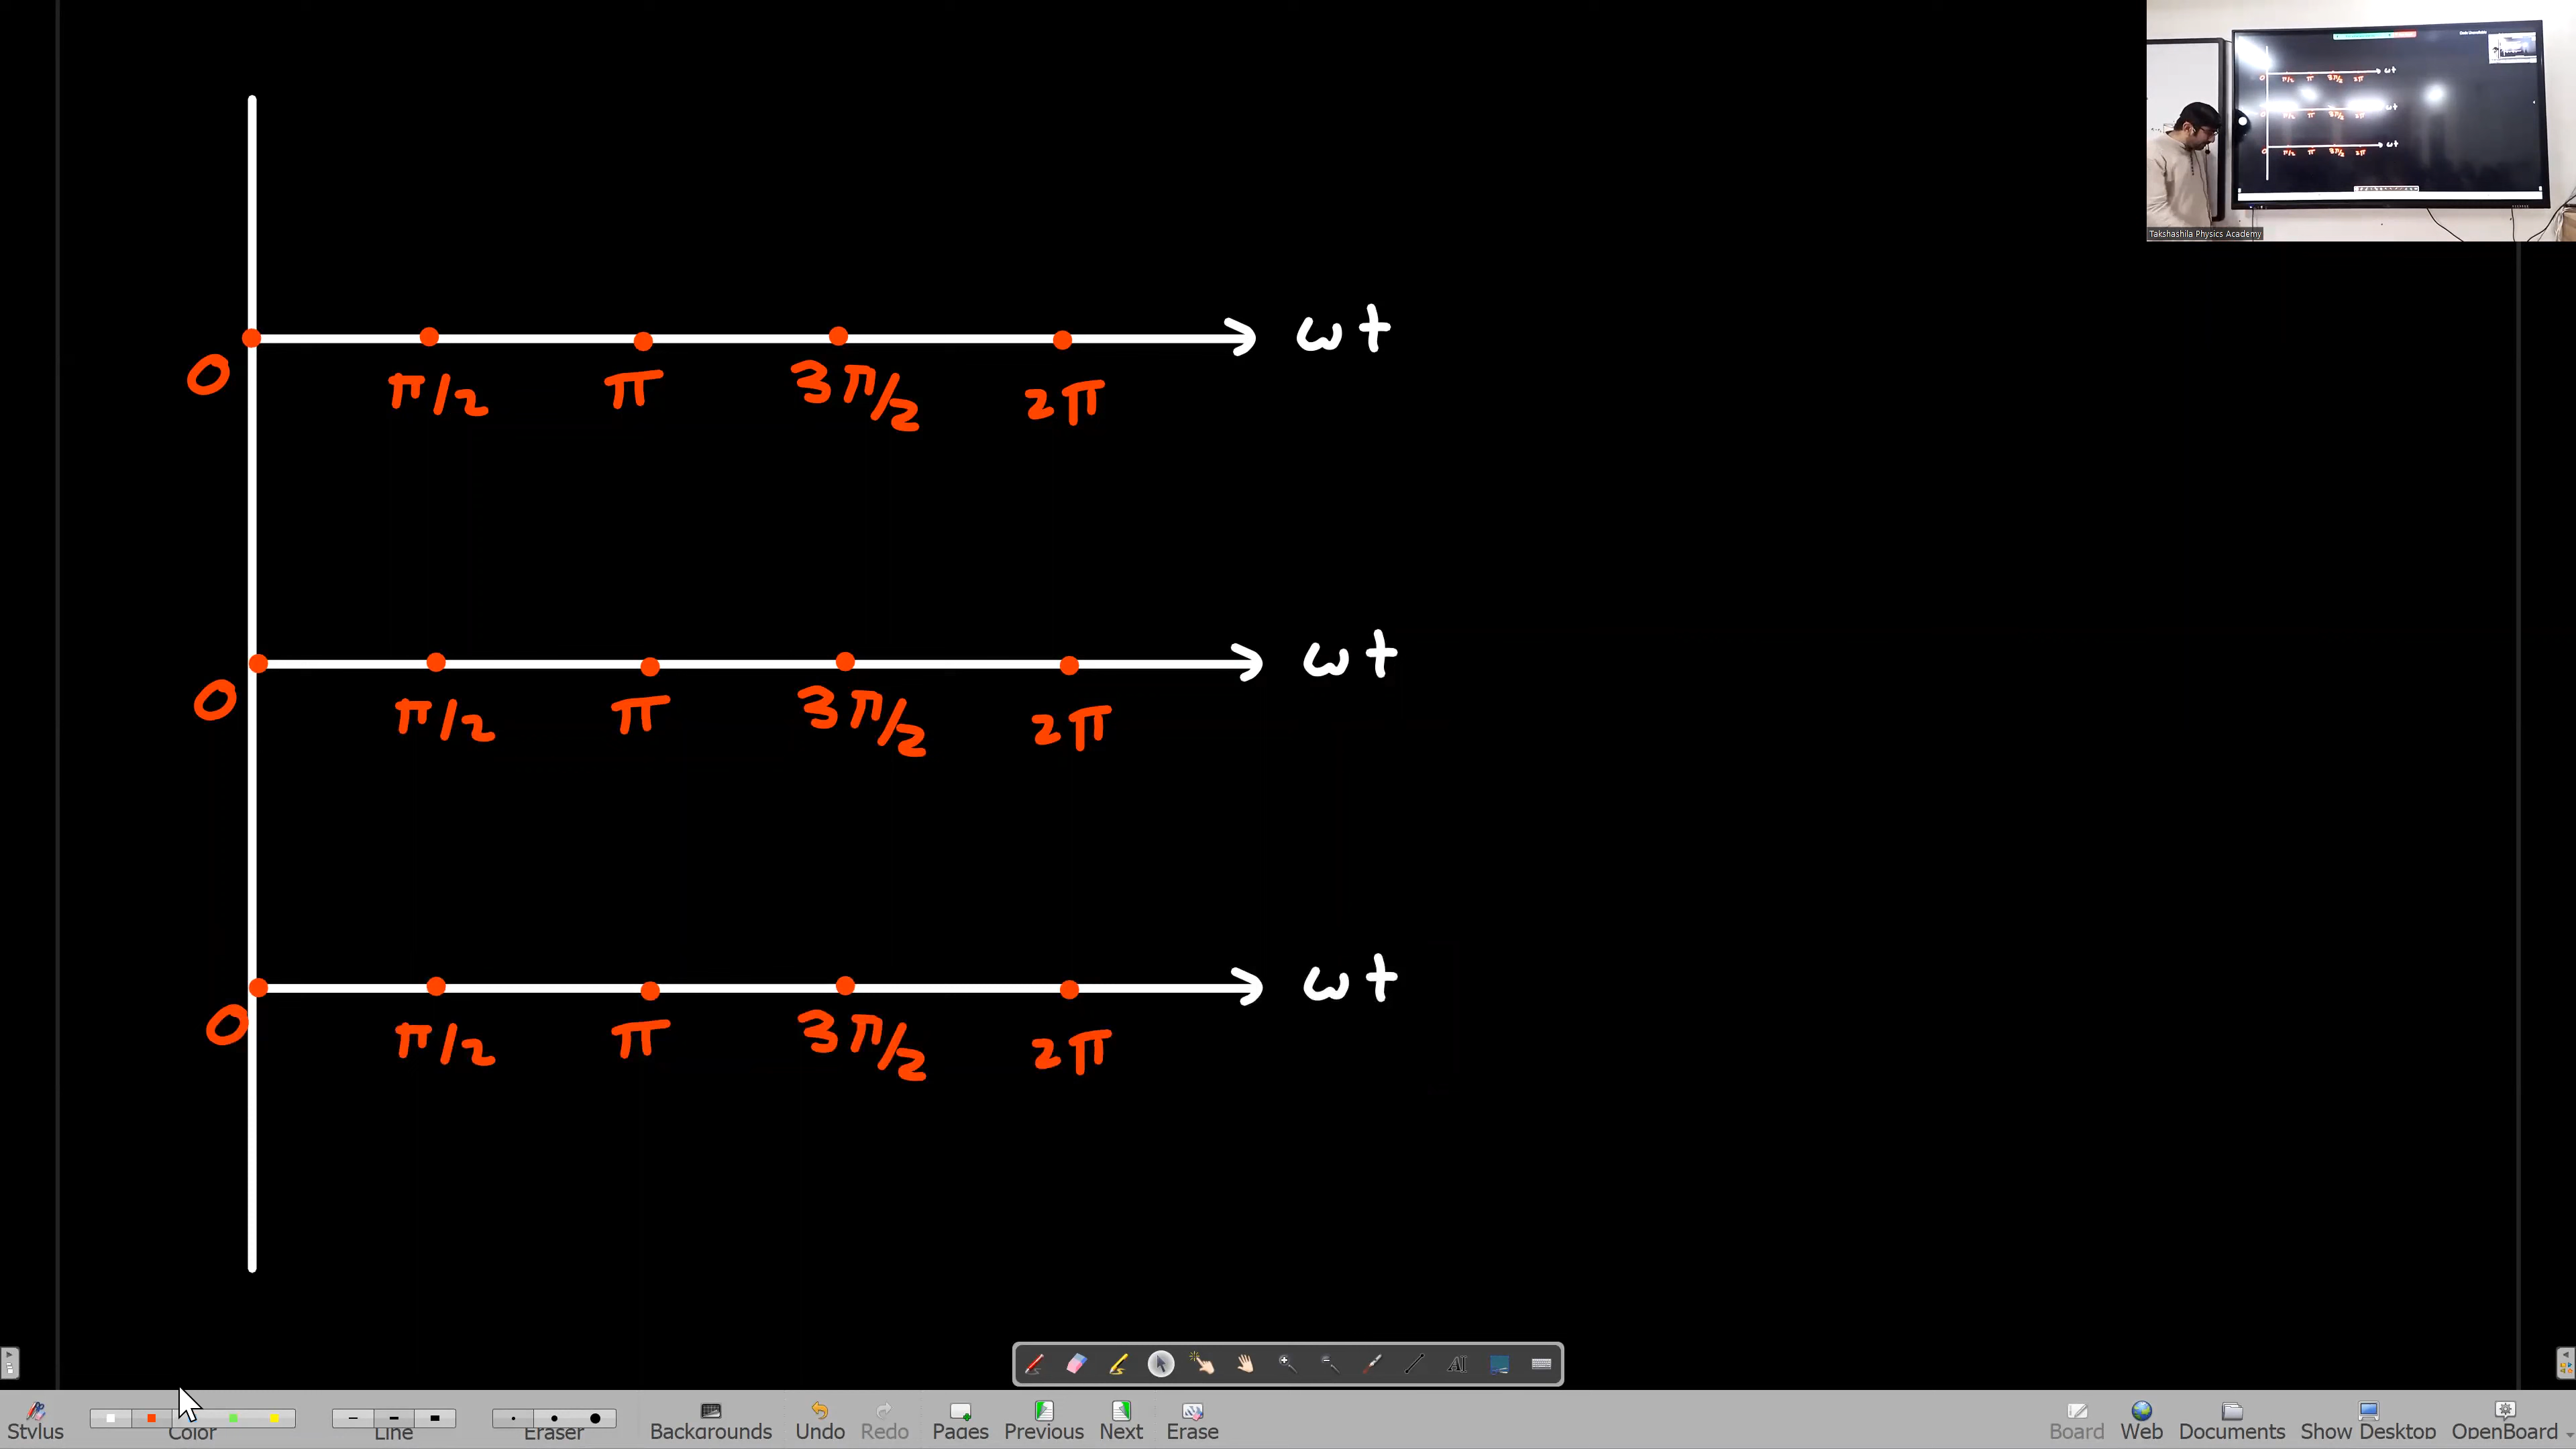 Takshashila Physics Academy
ωt
0 π/2 π 3π/2 2π
ωt
0 π/2 π 3π/2 2π
ωt
0 π/2 π 3π/2 2π
AI
Stylus Color Line Eraser Backgrounds Undo Redo Pages Previous Next Erase Board Web Documents Show Desktop OpenBoard